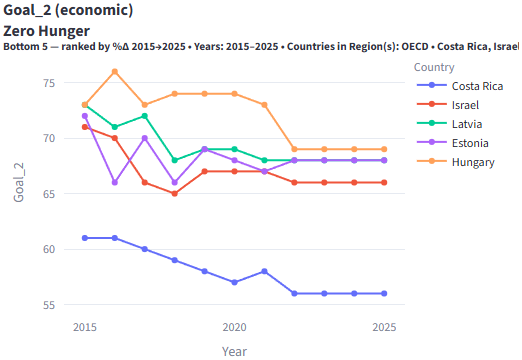 Goal_2 (economic)
Zero Hunger
Bottom 5 — ranked by %Δ 2015→2025 • Years: 2015–2025 • Countries in Region(s): OECD • Costa Rica, Israel
Country
Costa Rica
Israel
Latvia
Estonia
Hungary
75
70
65
60
55
Goal_2
2015
2020
2025
Year